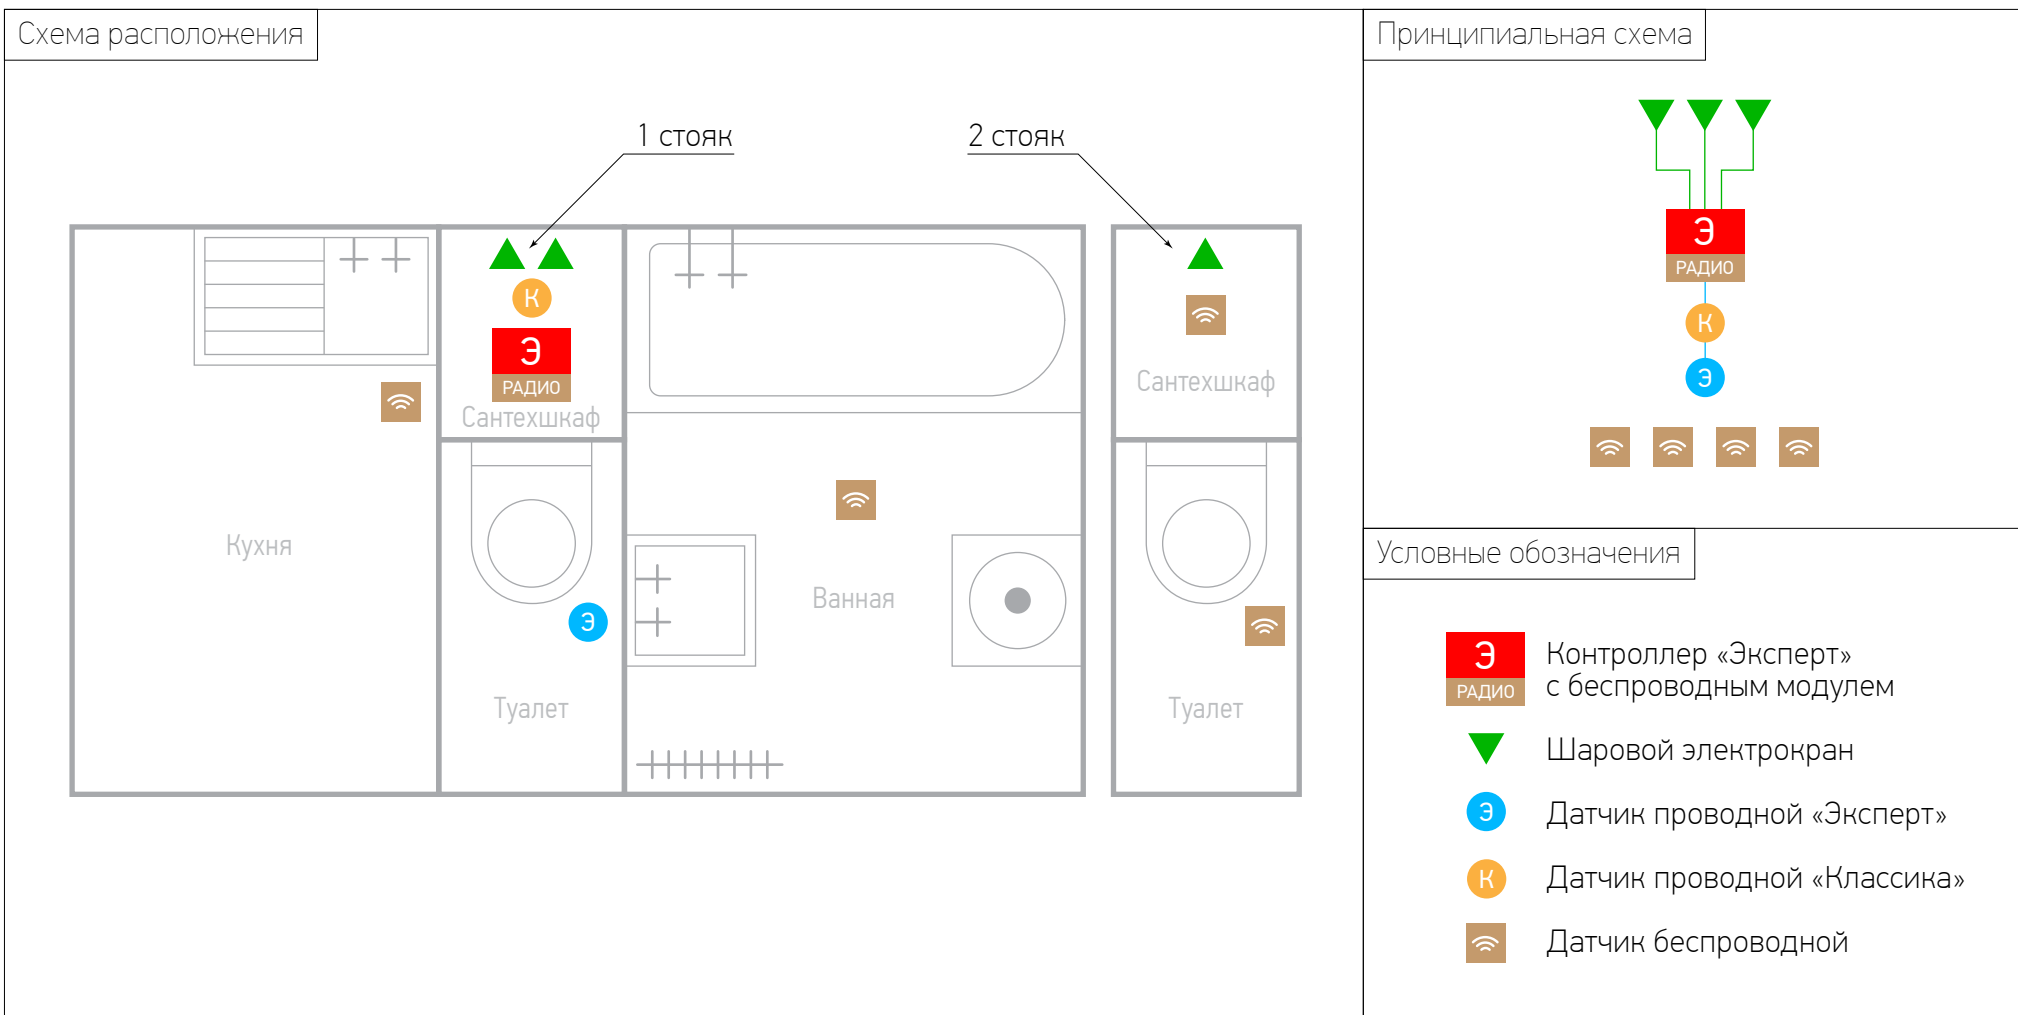 Схема расположения
1 стояк
2 стояк
К
Э
РАДИО
Сантехшкаф
Сантехшкаф
Кухня
Ванная
Э
Туалет
Туалет
Принципиальная схема
Э
РАДИО
К
Э
Условные обозначения
Э
РАДИО
Контроллер «Эксперт»
с беспроводным модулем
Шаровой электрокран
Э
Датчик проводной «Эксперт»
К
Датчик проводной «Классика»
Датчик беспроводной